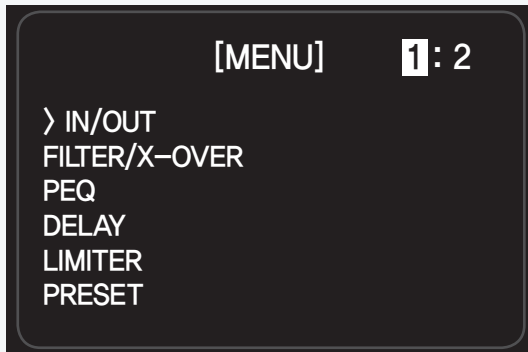 [MENU] 1: 2
〉IN/OUT
FILTER/X-OVER
PEQ
DELAY
LIMITER
PRESET